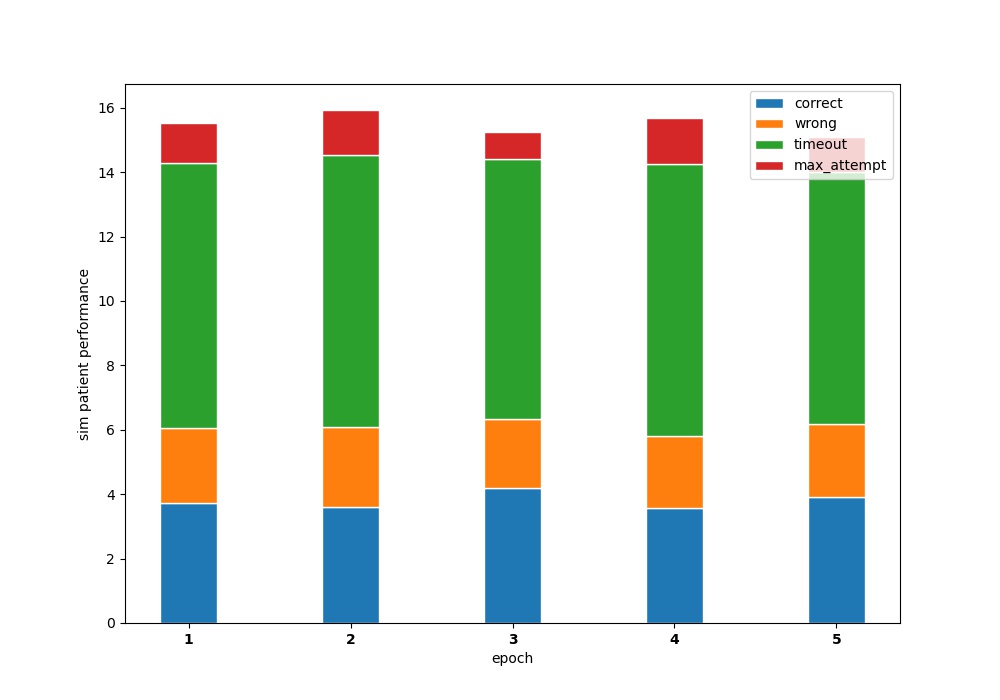 16
14
12
10
8
6
4
2
0
sim patient performance
correct
wrong
timeout
max_attempt
1 2 3 4 5
epoch